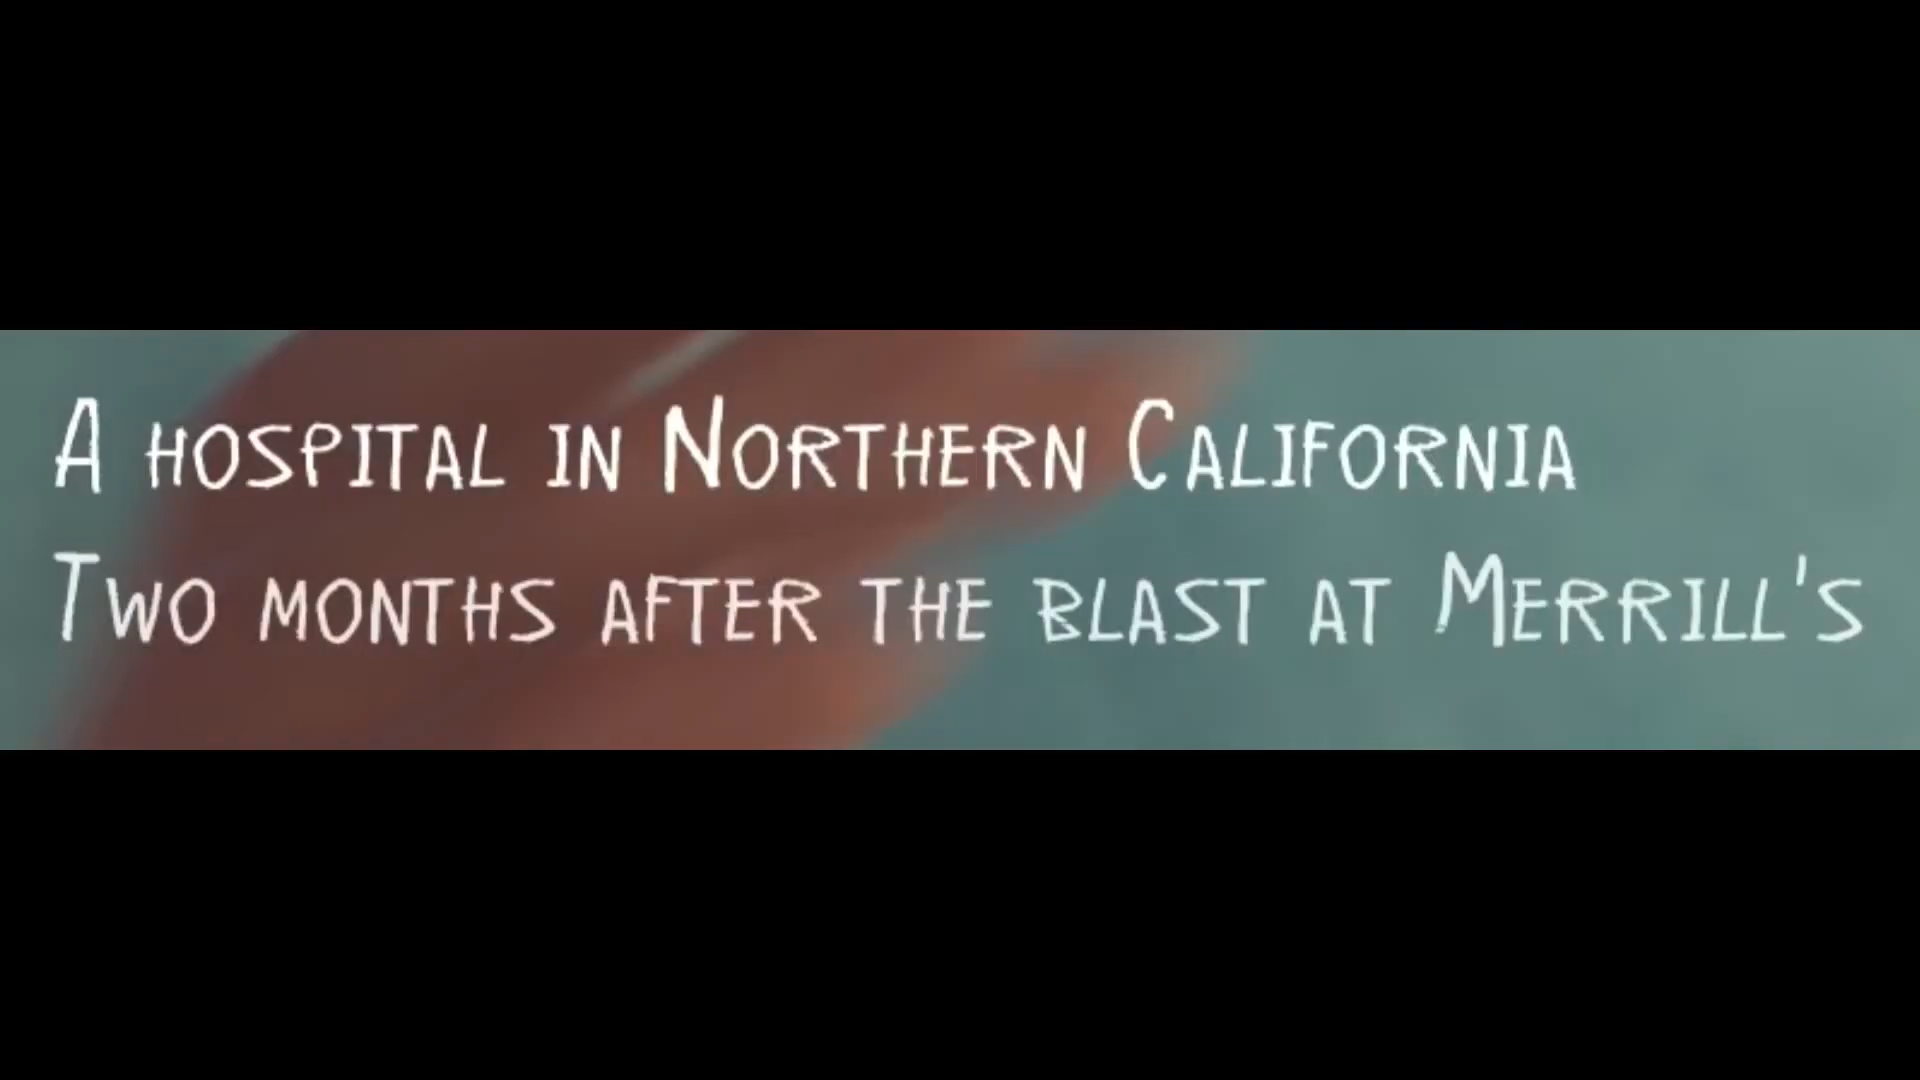 A hospital in Northern California
Two months after the blast at Merrill's